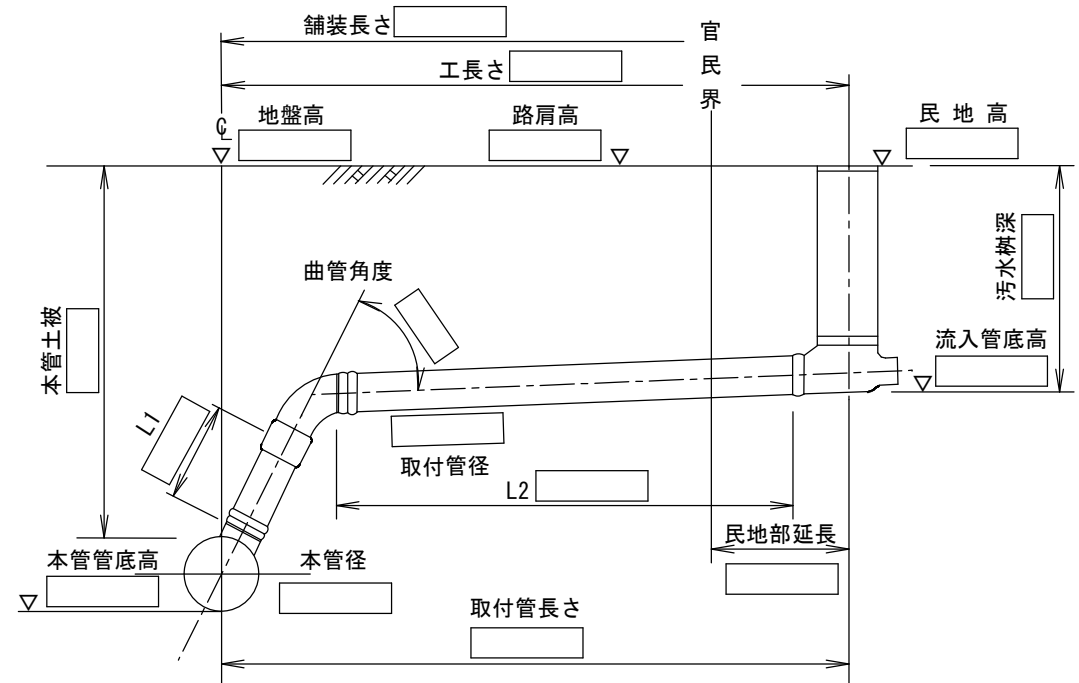 舗装長さ
官民界
工長さ
℄
地盤高
路肩高
民地高
曲管角度
汚水桝深
本管土被
流入管底高
L1
取付管径
L2
民地部延長
本管管底高
本管径
取付管長さ